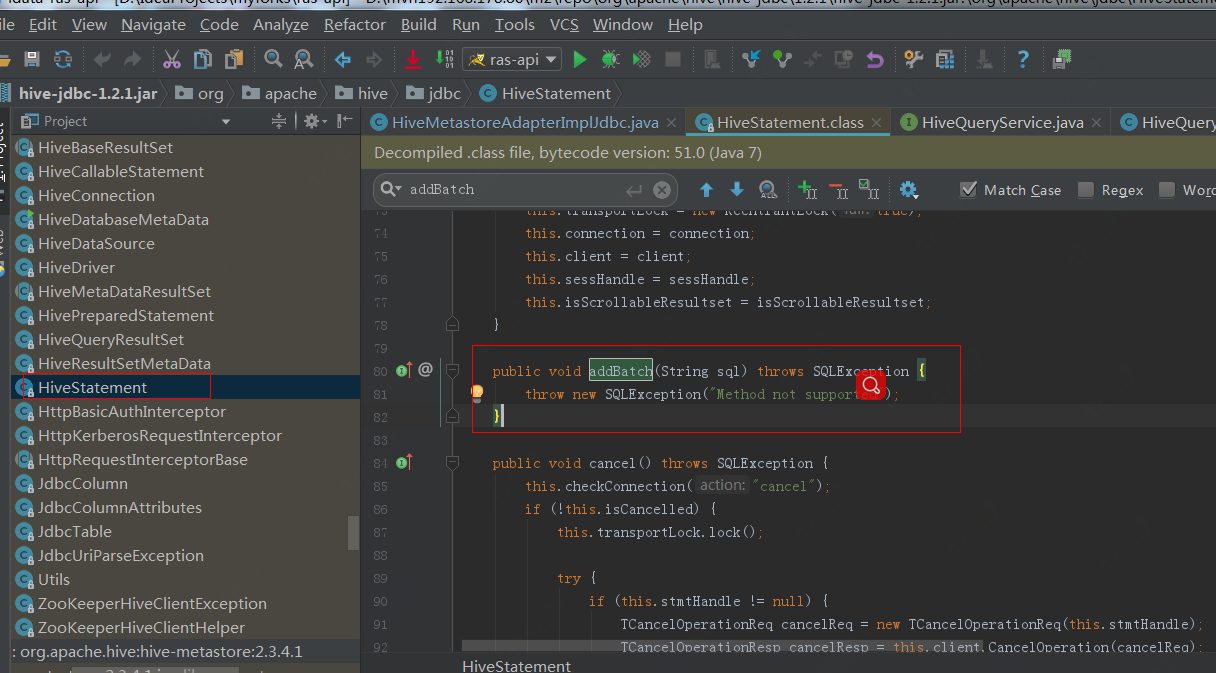 ile Edit View Navigate Code Analyze Refactor Build Run Tools VCS Window Help
ras-api
hive-jdbc-1.2.1.jar org apache hive jdbc HiveStatement
Project
HiveMetastoreAdapterImplJdbc.java HiveStatement.class HiveQueryService.java HiveQuery
Decompiled .class file, bytecode version: 51.0 (Java 7)
addBatch Match Case Regex Word
HiveBaseResultSet
HiveCallableStatement
HiveConnection
HiveDatabaseMetaData
HiveDataSource
HiveDriver
HiveMetaDataResultSet
HivePreparedStatement
HiveQueryResultSet
HiveResultSetMetaData
HiveStatement
HttpBasicAuthInterceptor
HttpKerberosRequestInterceptor
HttpRequestInterceptorBase
JdbcColumn
JdbcColumnAttributes
JdbcTable
JdbcUriParseException
Utils
ZooKeeperHiveClientException
ZooKeeperHiveClientHelper
: org.apache.hive:hive-metastore:2.3.4.1
74 this.connection = connection;
75 this.client = client;
76 this.sessHandle = sessHandle;
77 this.isScrollableResultset = isScrollableResultset;
78 }
79
80 public void addBatch(String sql) throws SQLException {
81 throw new SQLException("Method not supported");
82 }
83
84 public void cancel() throws SQLException {
85 this.checkConnection( action: "cancel");
86 if (!this.isCancelled) {
87 this.transportLock.lock();
88
89 try {
90 if (this.stmtHandle != null) {
91 TCancelOperationReq cancelReq = new TCancelOperationReq(this.stmtHandle);
92 TCancelOperationResp cancelResp = this.client.CancelOperation(cancelReq);
HiveStatement